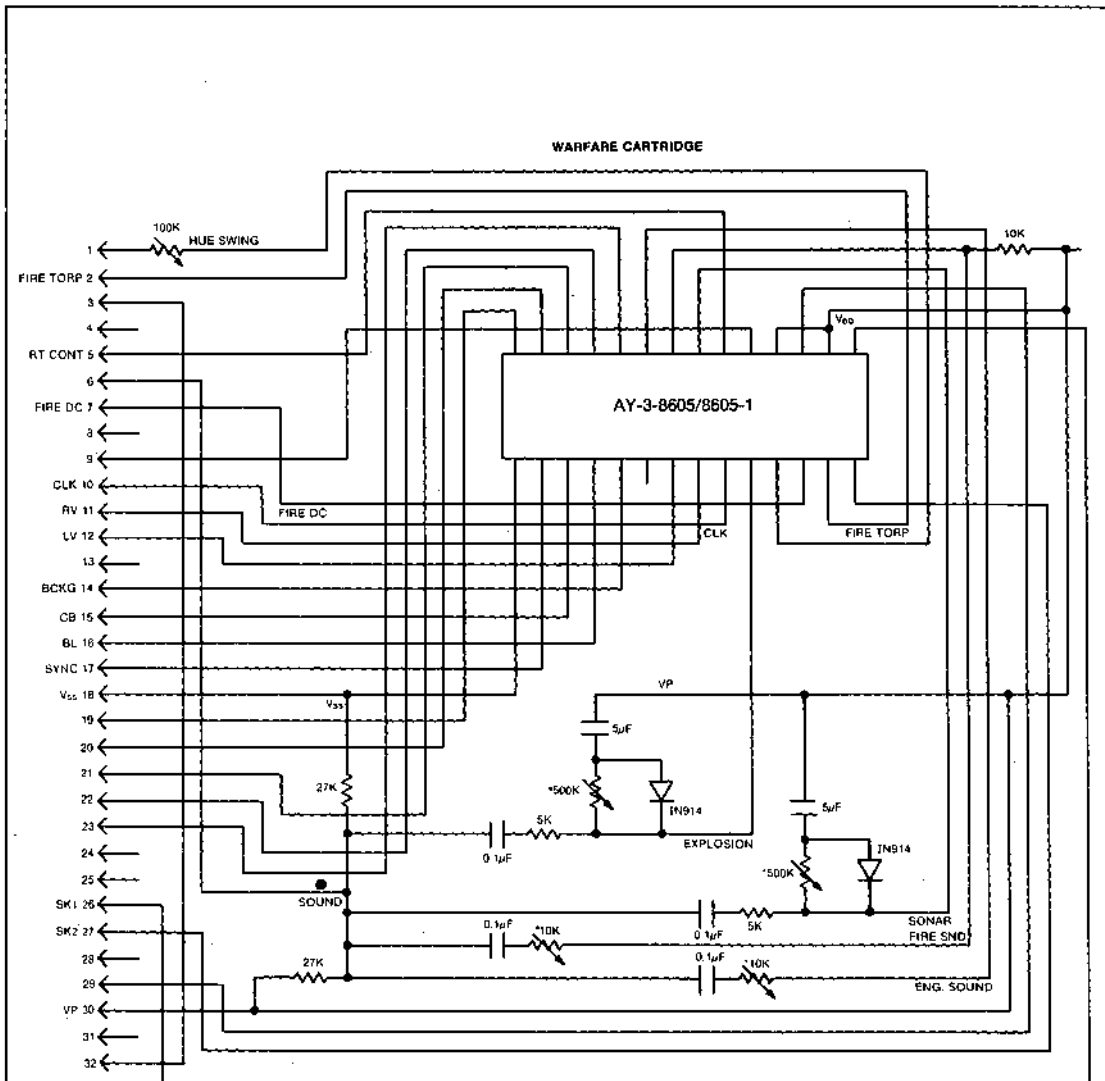 WARFARE CARTRIDGE
100K
HUE SWING
10K
1
FIRE TORP 2
3
4
RT CONT 5
6
FIRE DC 7
8
9
CLK 10
RV 11
LV 12
13
BCKG 14
CB 15
BL 16
SYNC 17
Vss 18
19
20
21
22
23
24
25
SK1 26
SK2 27
28
29
VP 30
31
32
VDD
AY-3-8605/8605-1
FIRE DC
CLK
FIRE TORP
Vss
VP
5µF
27K
*500K
IN914
5K
0.1µF
EXPLOSION
5µF
*500K
IN914
SOUND
0.1µF
5K
SONAR
FIRE SND
0.1µF
*10K
27K
0.1µF
*10K
ENG. SOUND